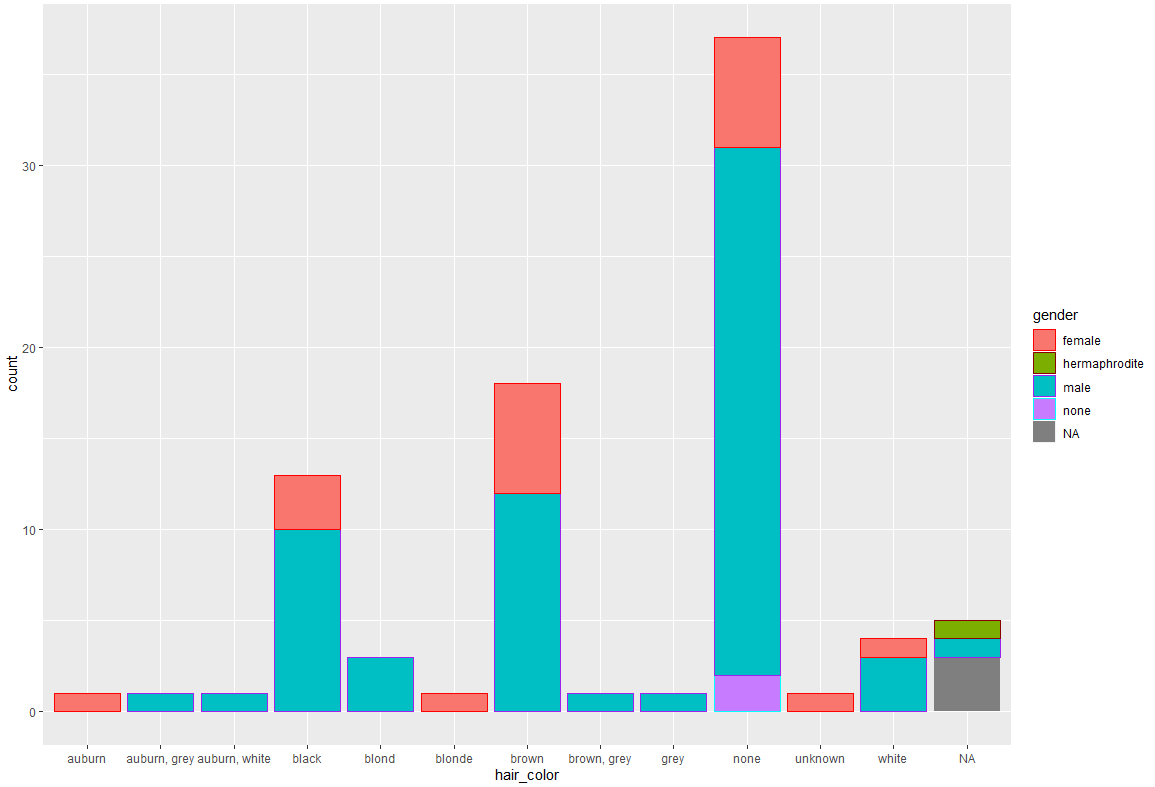 30
20
10
0
count
auburn auburn, grey auburn, white black blond blonde brown brown, grey grey none unknown white NA
hair_color
gender
female
hermaphrodite
male
none
NA